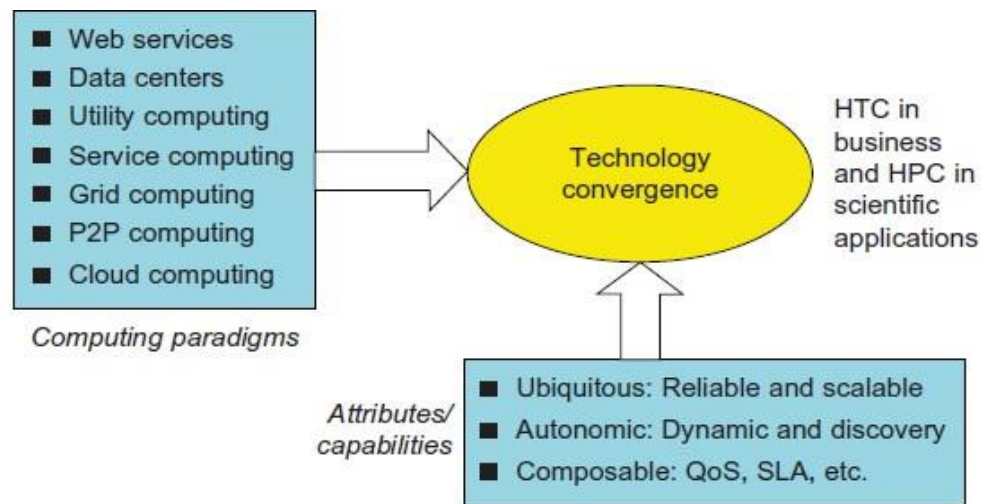 Web services
Data centers
Utility computing
Service computing
Grid computing
P2P computing
Cloud computing
Computing paradigms
Technology
convergence
HTC in
business
and HPC in
scientific
applications
Attributes/
capabilities
Ubiquitous: Reliable and scalable
Autonomic: Dynamic and discovery
Composable: QoS, SLA, etc.